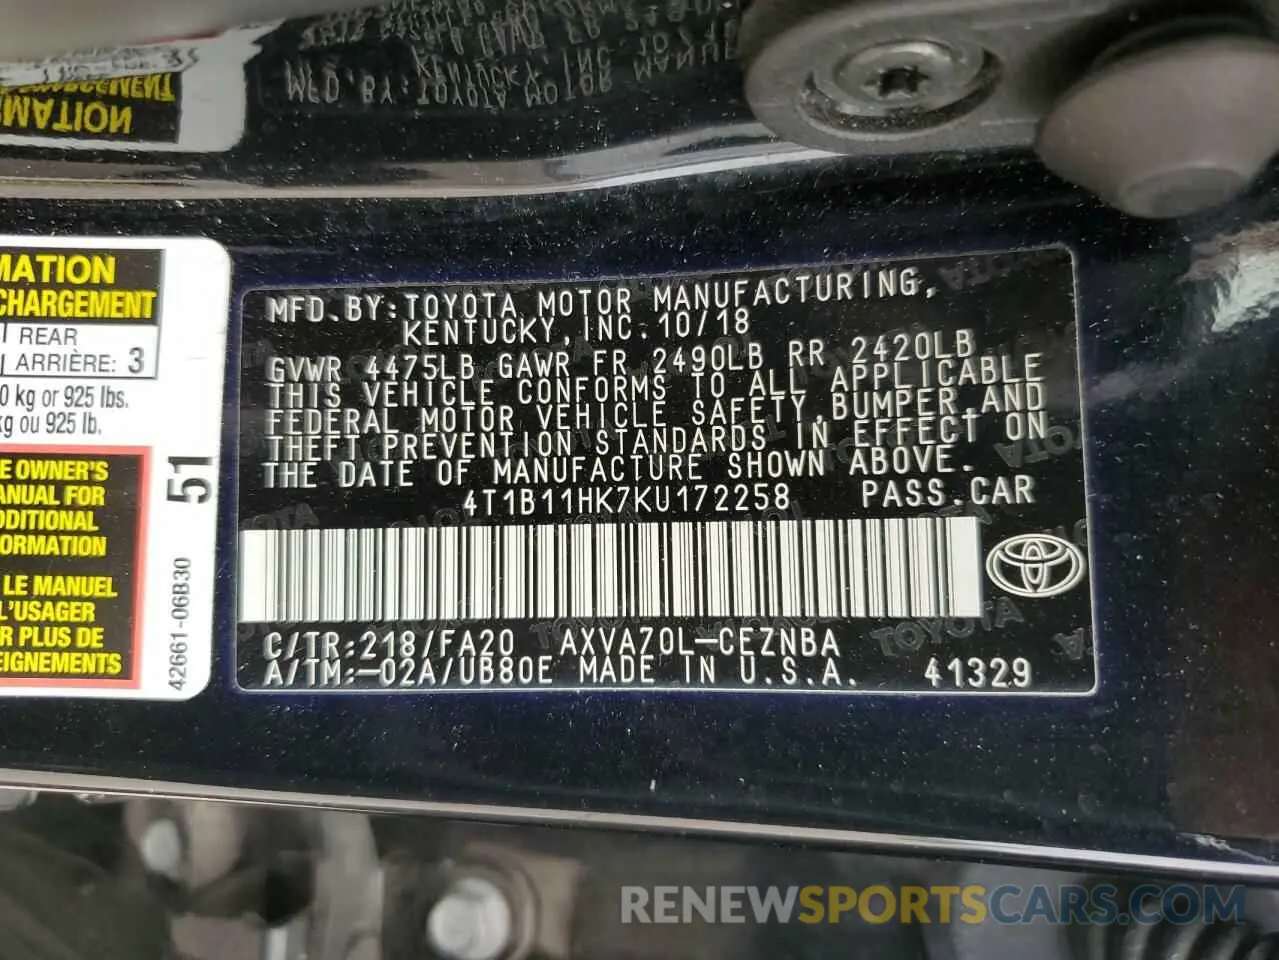 MATION
CHARGEMENT
REAR
ARRIÈRE: 3
0 kg or 925 lbs.
kg ou 925 lb.
E OWNER'S
ANUAL FOR
DDITIONAL
FORMATION
LE MANUEL
L'USAGER
R PLUS DE
EIGNEMENTS
51
42661-06B30
MFD.BY:TOYOTA MOTOR MANUFACTURING,
KENTUCKY,INC.10/18
GVWR 4475LB GAWR FR 2490LB RR 2420LB
THIS VEHICLE CONFORMS TO ALL APPLICABLE
FEDERAL MOTOR VEHICLE SAFETY,BUMPER,AND
THEFT PREVENTION STANDARDS IN EFFECT ON
THE DATE OF MANUFACTURE SHOWN ABOVE.
4T1B11HK7KU172258 PASS.CAR
C/TR:218/FA20 AXVA70L-CEZNBA
A/TM:-02A/UB80E MADE IN U.S.A. 41329
RENEWSPORTSCARS.COM